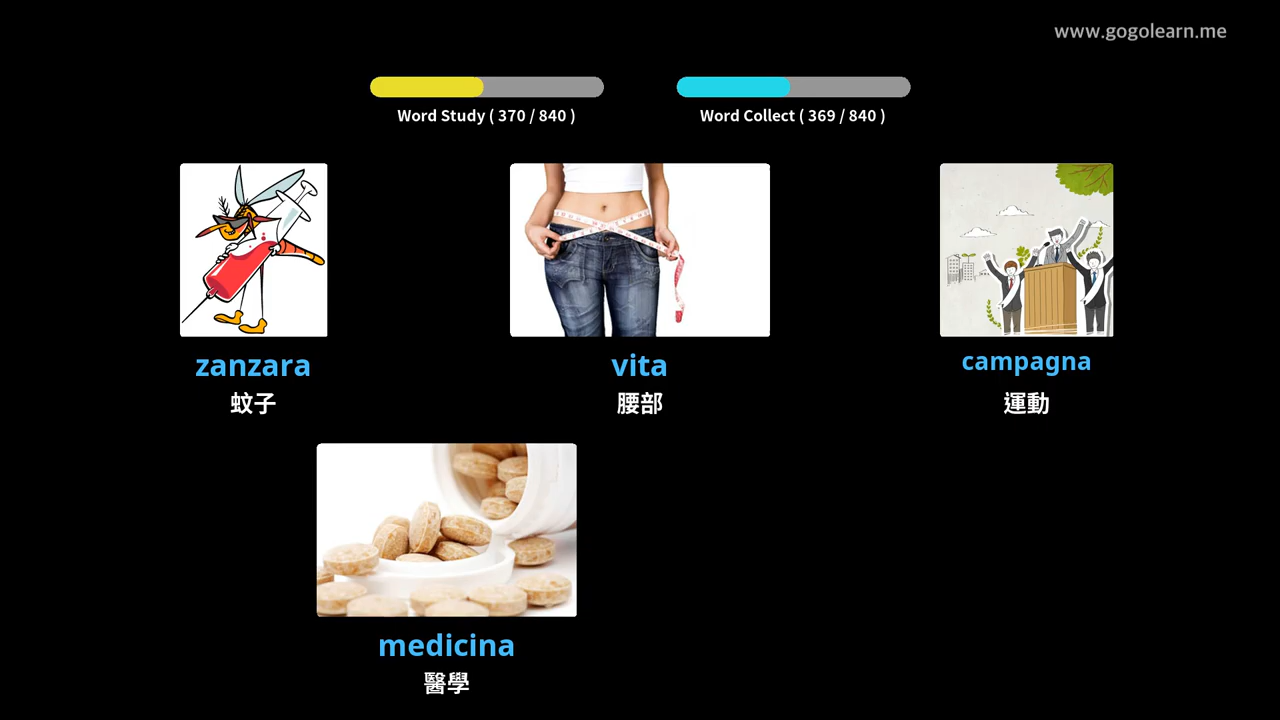 www.gogolearn.me
Word Study ( 370 / 840 )
Word Collect ( 369 / 840 )
zanzara
蚊子
vita
腰部
campagna
運動
medicina
醫學